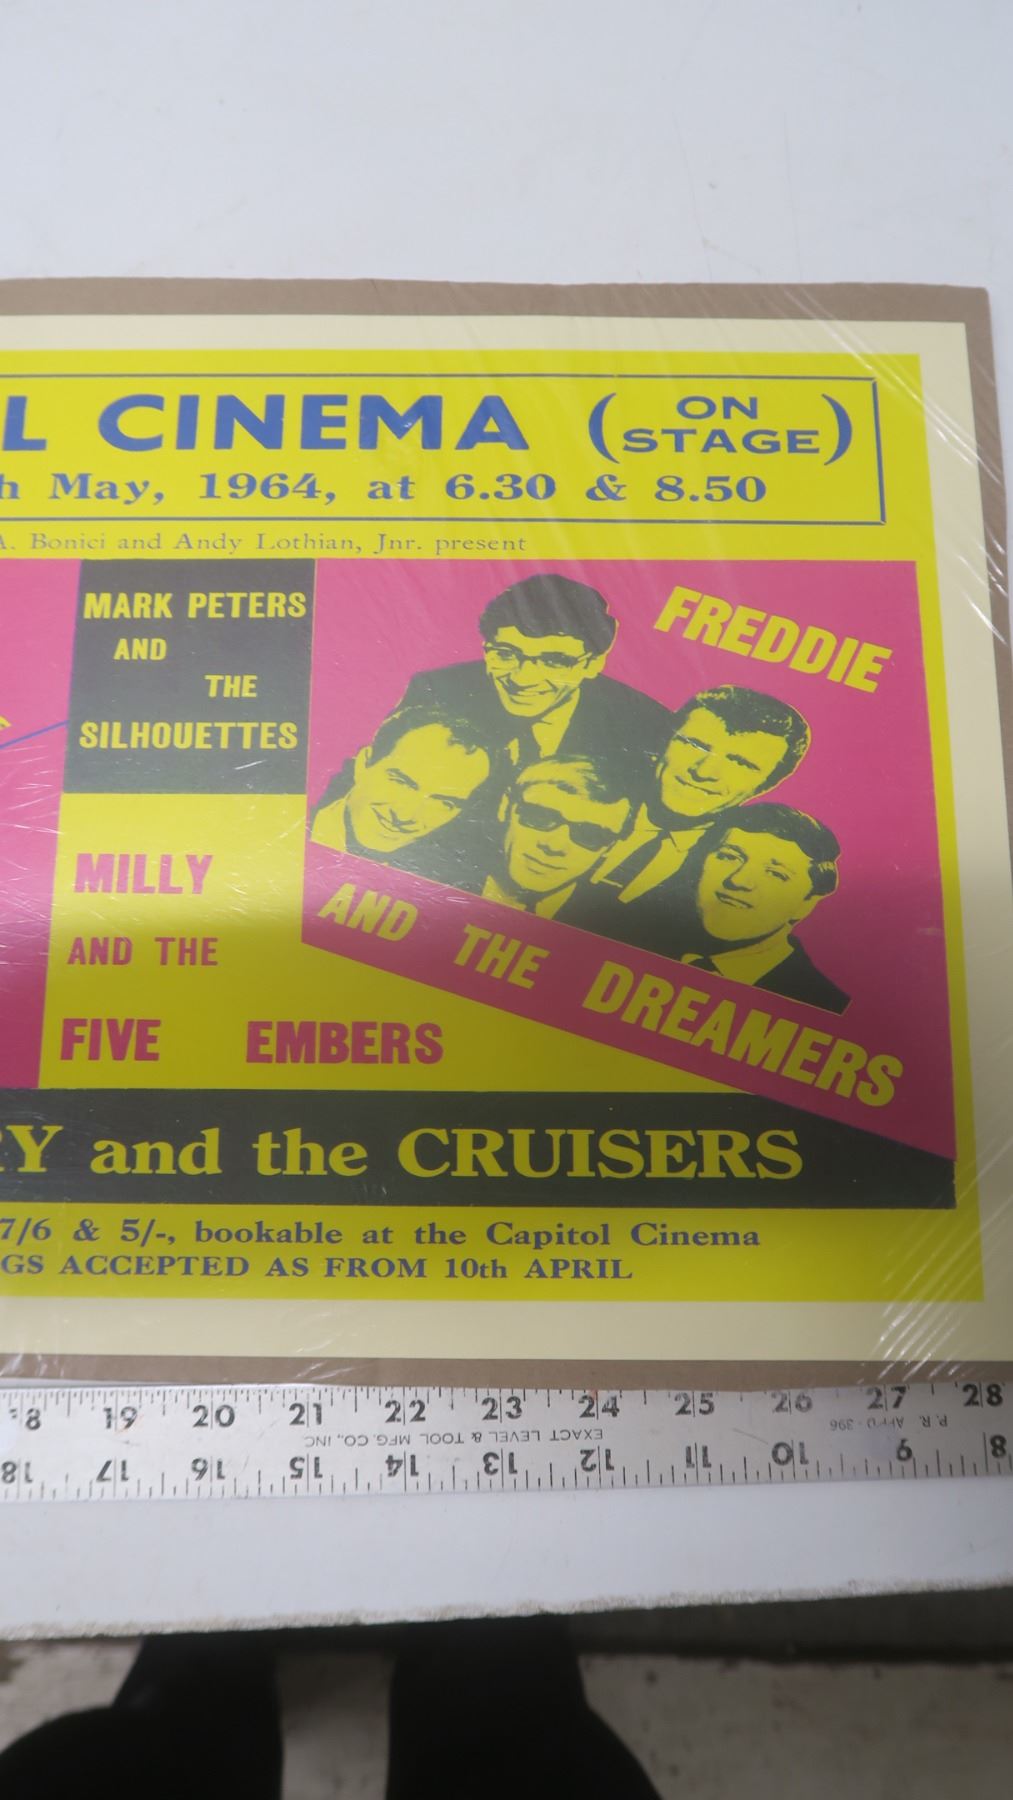 L CINEMA (ON STAGE)
h May, 1964, at 6.30 & 8.50
A. Bonici and Andy Lothian, Jnr. present
MARK PETERS
AND
THE
SILHOUETTES
FREDDIE
AND THE DREAMERS
MILLY
AND THE
FIVE EMBERS
RY and the CRUISERS
7/6 & 5/-, bookable at the Capitol Cinema
GS ACCEPTED AS FROM 10th APRIL
18 19 20 21 22 23 24 25 26 27 28
EXACT LEVEL & TOOL MFG. CO., INC.
8 9 10 11 12 13 14 15 16 17 18